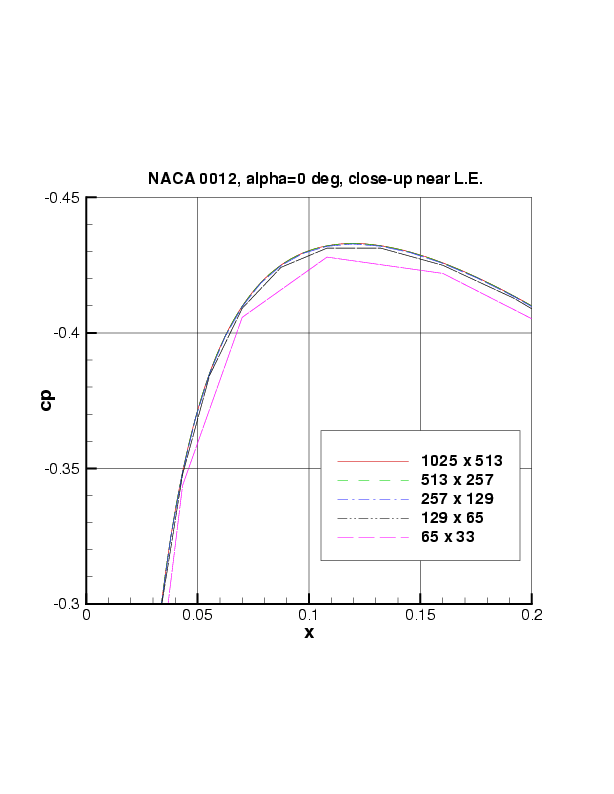 NACA 0012, alpha=0 deg, close-up near L.E.
-0.45
-0.4
-0.35
-0.3
cp
0
0.05
0.1
0.15
0.2
x
1025 x 513
513 x 257
257 x 129
129 x 65
65 x 33